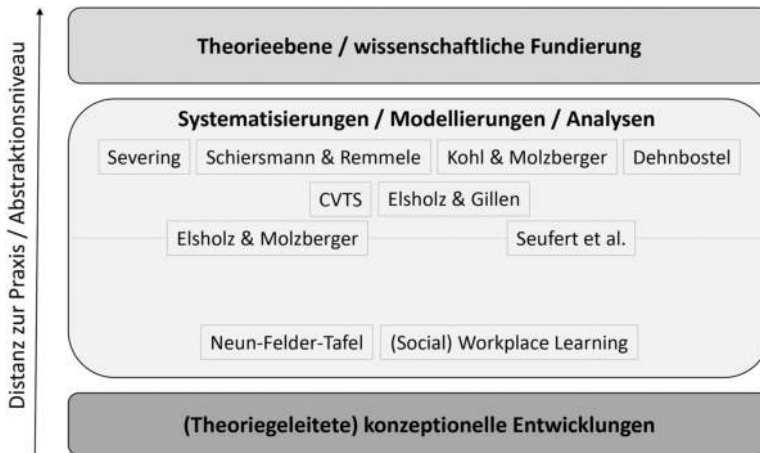 Distanz zur Praxis / Abstraktionsniveau
Theorieebene / wissenschaftliche Fundierung
Systematisierungen / Modellierungen / Analysen
Severing Schiersmann & Remmele Kohl & Molzberger Dehnbostel
CVTS Elsholz & Gillen
Elsholz & Molzberger Seufert et al.
Neun-Felder-Tafel (Social) Workplace Learning
(Theoriegeleitete) konzeptionelle Entwicklungen